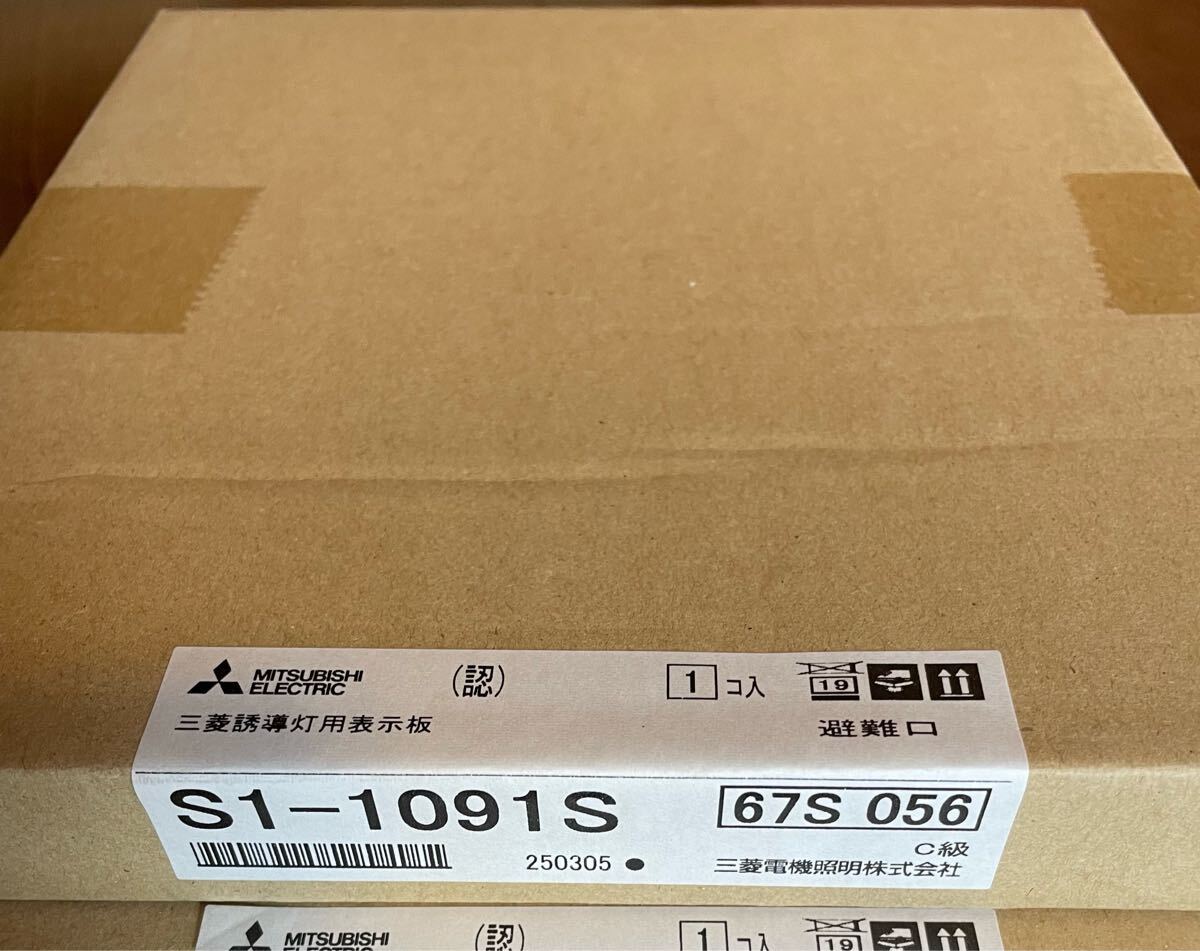 MITSUBISHI ELECTRIC (認) 1コ入 19
三菱誘導灯用表示板 避難口
S1-1091S 67S 056
C級
250305● 三菱電機照明株式会社
MITSUBISHI ELECTRIC (認) 1コ入 19